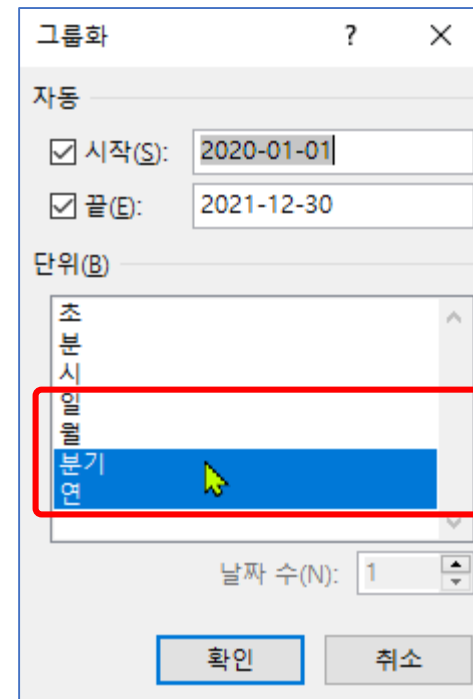 그룹화 ?
자동
시작(S): 2020-01-01
끝(E): 2021-12-30
단위(B)
초
분
시
일
월
분기
연
날짜 수(N): 1
확인 취소